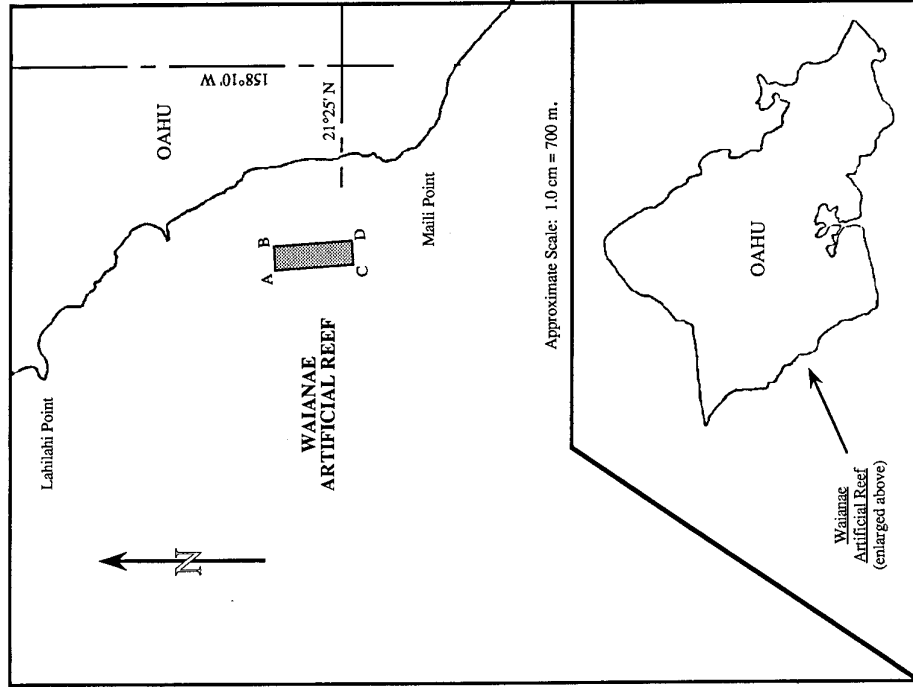 Lahilahi Point
OAHU
158°10' W
21°25' N
A
B
C
D
Maili Point
WAIANAE
ARTIFICIAL REEF
N
Approximate Scale: 1.0 cm = 700 m.
OAHU
Waianae
Artificial Reef
(enlarged above)